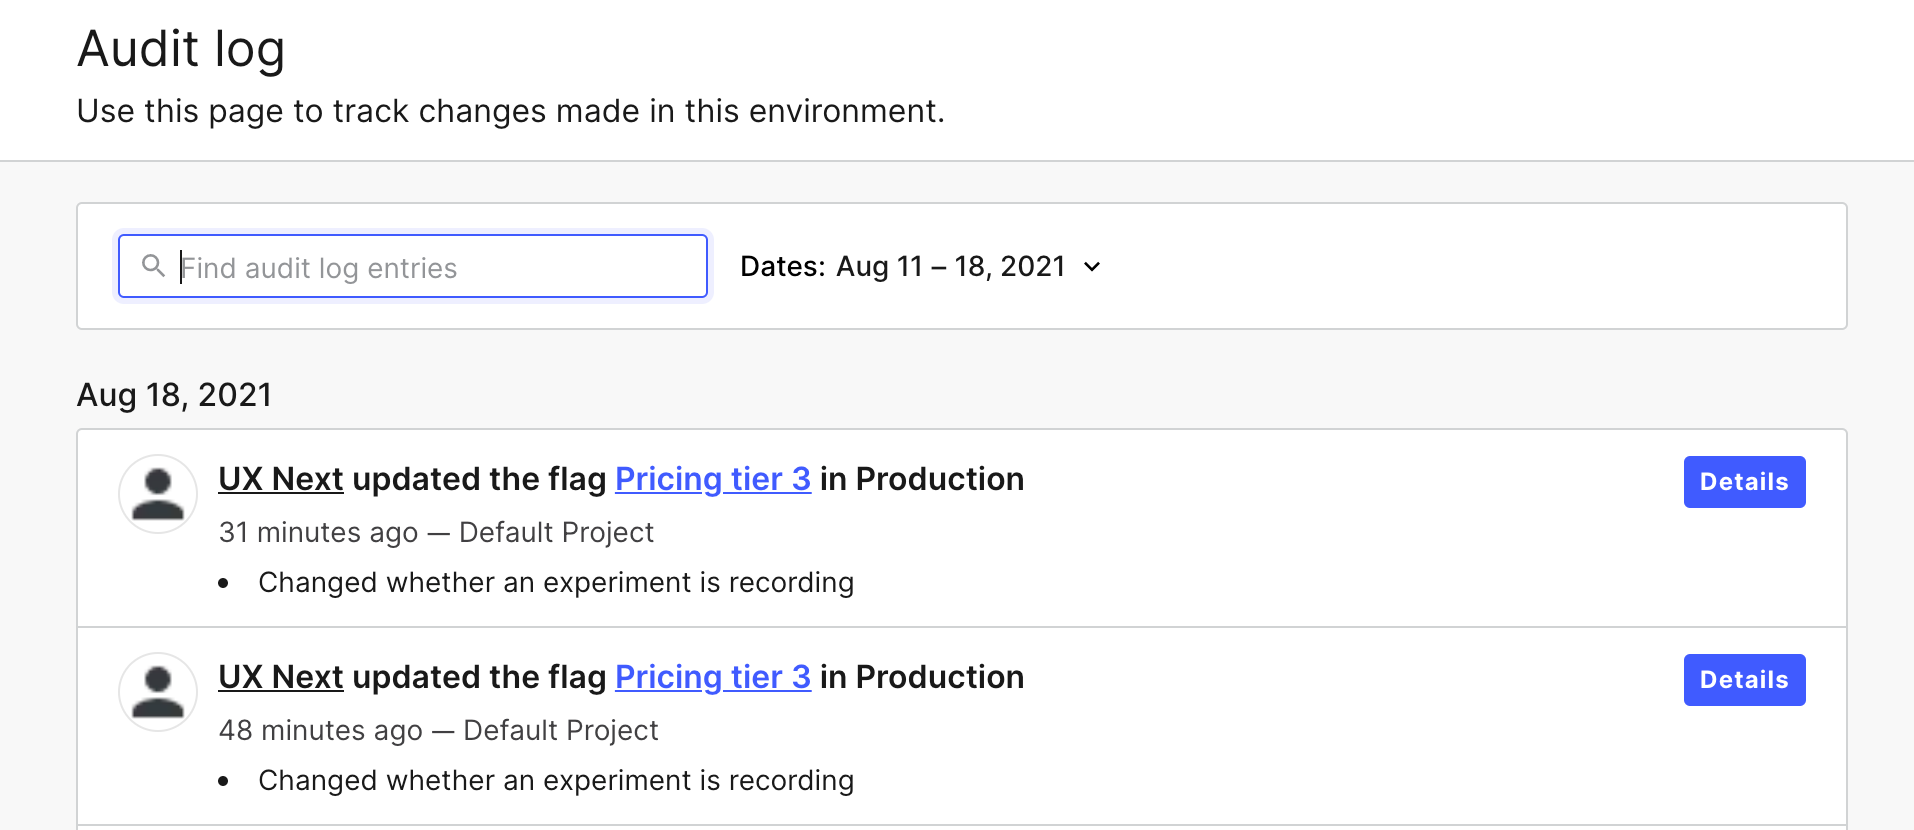 Audit log
Use this page to track changes made in this environment.
Find audit log entries
Dates: Aug 11 – 18, 2021
Aug 18, 2021
UX Next updated the flag Pricing tier 3 in Production
Details
31 minutes ago — Default Project
• Changed whether an experiment is recording
UX Next updated the flag Pricing tier 3 in Production
Details
48 minutes ago — Default Project
• Changed whether an experiment is recording